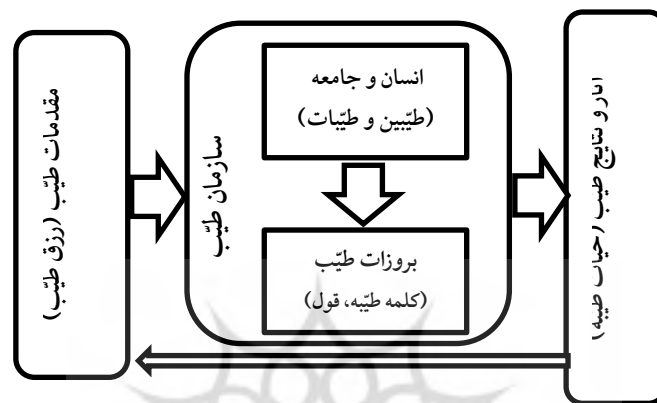 مقدمات طیّب (رزق طیّب)
سازمان طیّب
انسان و جامعه
(طیّبین و طیّبات)
بروزات طیّب
(کلمه طیّبه، قول)
آثار و نتایج طیب (حیات طیبه)